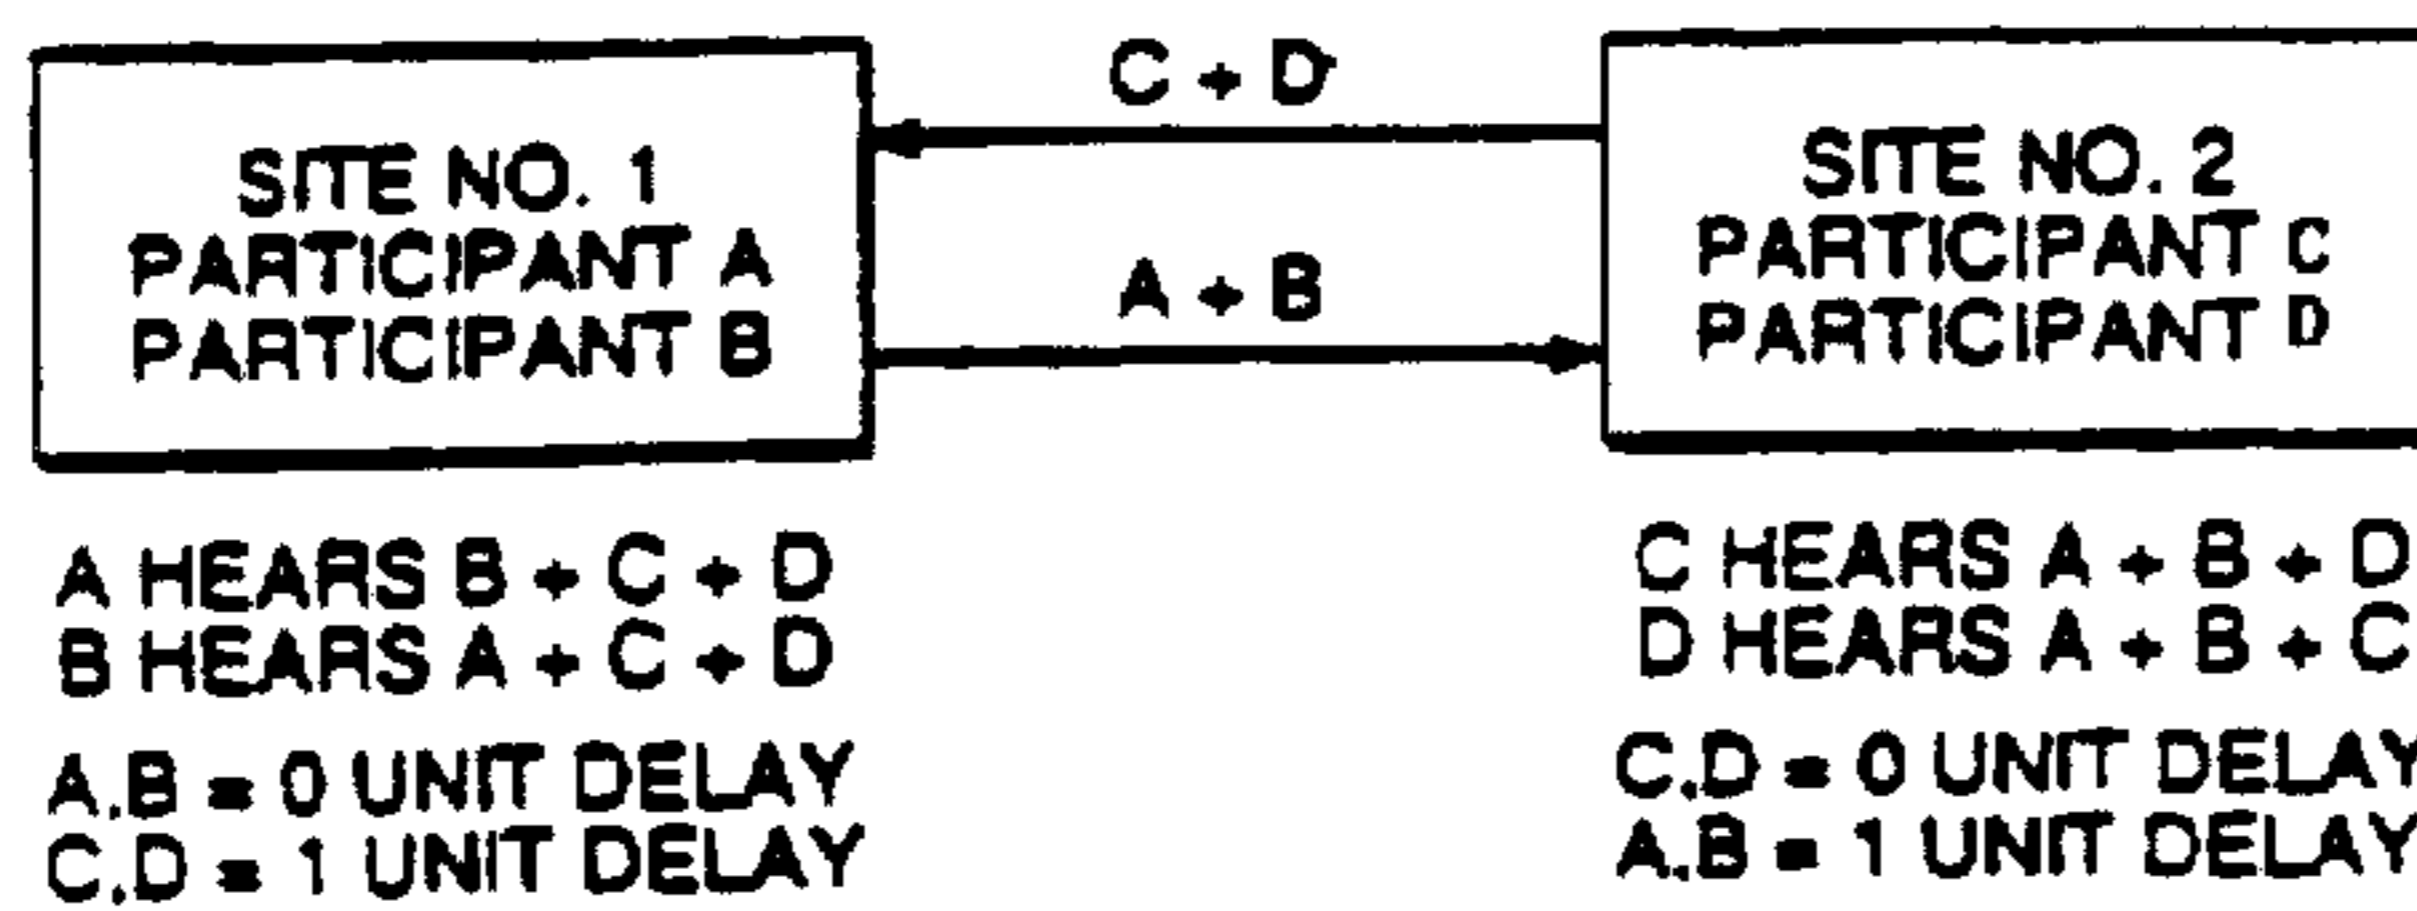 C + D
SITE NO. 1
PARTICIPANT A
PARTICIPANT B
A + B
SITE NO. 2
PARTICIPANT C
PARTICIPANT D
A HEARS B + C + D
B HEARS A + C + D
A.B = 0 UNIT DELAY
C,D = 1 UNIT DELAY
C HEARS A + B + D
D HEARS A + B + C
C,D = 0 UNIT DELAY
A.B = 1 UNIT DELAY